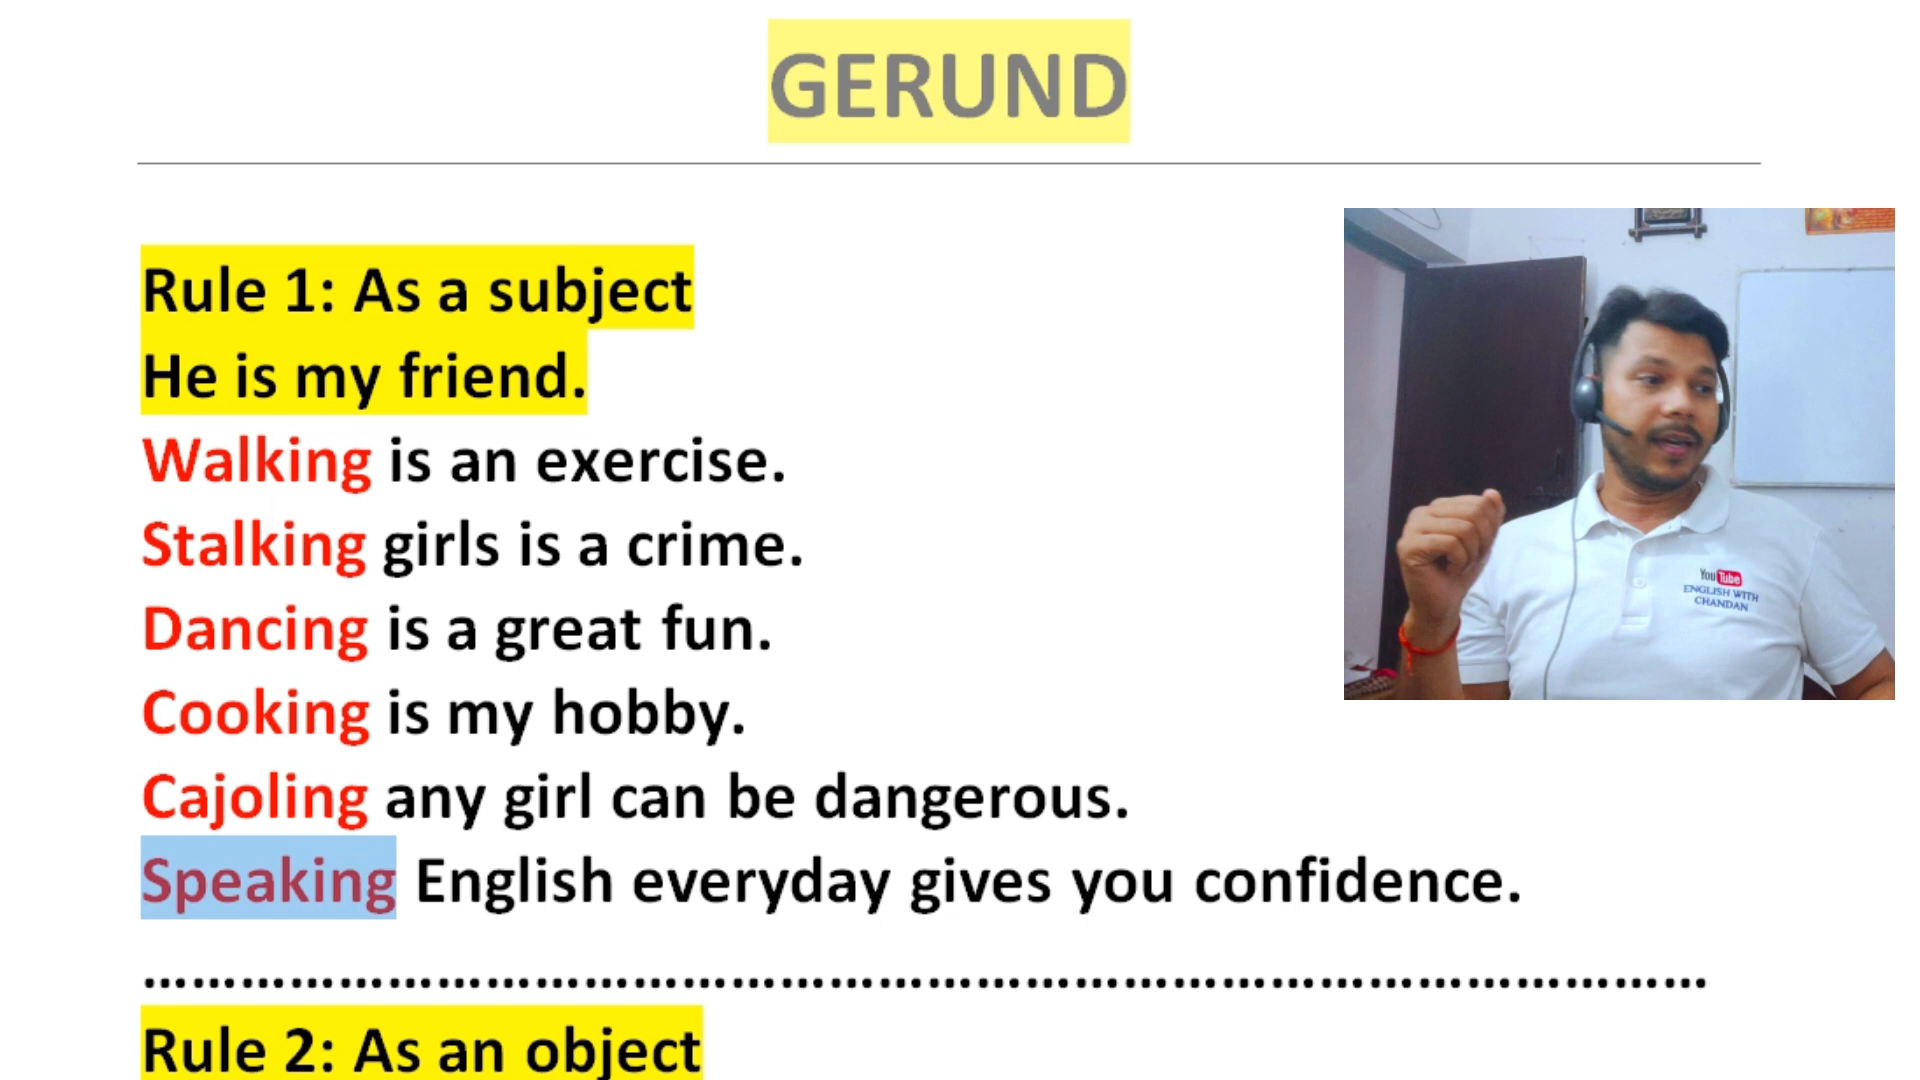 GERUND
Rule 1: As a subject
He is my friend.
Walking is an exercise.
Stalking girls is a crime.
Dancing is a great fun.
Cooking is my hobby.
Cajoling any girl can be dangerous.
Speaking English everyday gives you confidence.
................................................................................................
Rule 2: As an object
You Tube
ENGLISH WITH
CHANDAN